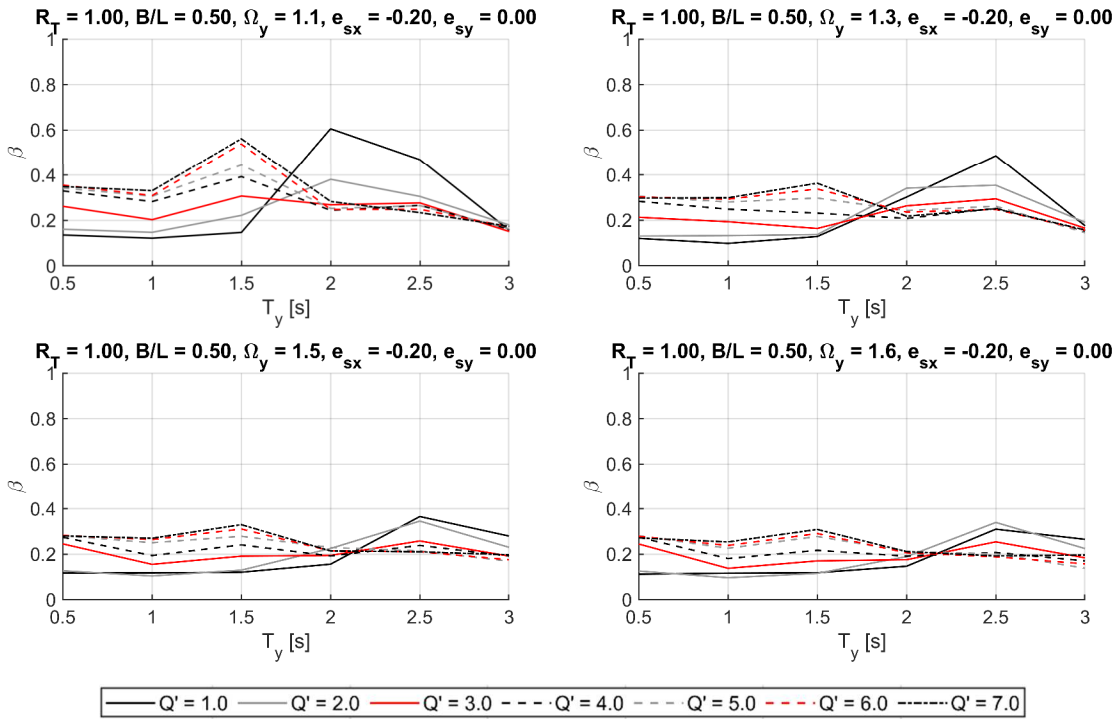 R_T = 1.00, B/L = 0.50, Ω_y = 1.1, e_sx = -0.20, e_sy = 0.00
1
0.8
0.6
0.4
0.2
0
β
0.5 1 1.5 2 2.5 3
T_y [s]
R_T = 1.00, B/L = 0.50, Ω_y = 1.3, e_sx = -0.20, e_sy = 0.00
1
0.8
0.6
0.4
0.2
0
β
0.5 1 1.5 2 2.5 3
T_y [s]
R_T = 1.00, B/L = 0.50, Ω_y = 1.5, e_sx = -0.20, e_sy = 0.00
1
0.8
0.6
0.4
0.2
0
β
0.5 1 1.5 2 2.5 3
T_y [s]
R_T = 1.00, B/L = 0.50, Ω_y = 1.6, e_sx = -0.20, e_sy = 0.00
1
0.8
0.6
0.4
0.2
0
β
0.5 1 1.5 2 2.5 3
T_y [s]
Q' = 1.0 Q' = 2.0 Q' = 3.0 Q' = 4.0 Q' = 5.0 Q' = 6.0 Q' = 7.0